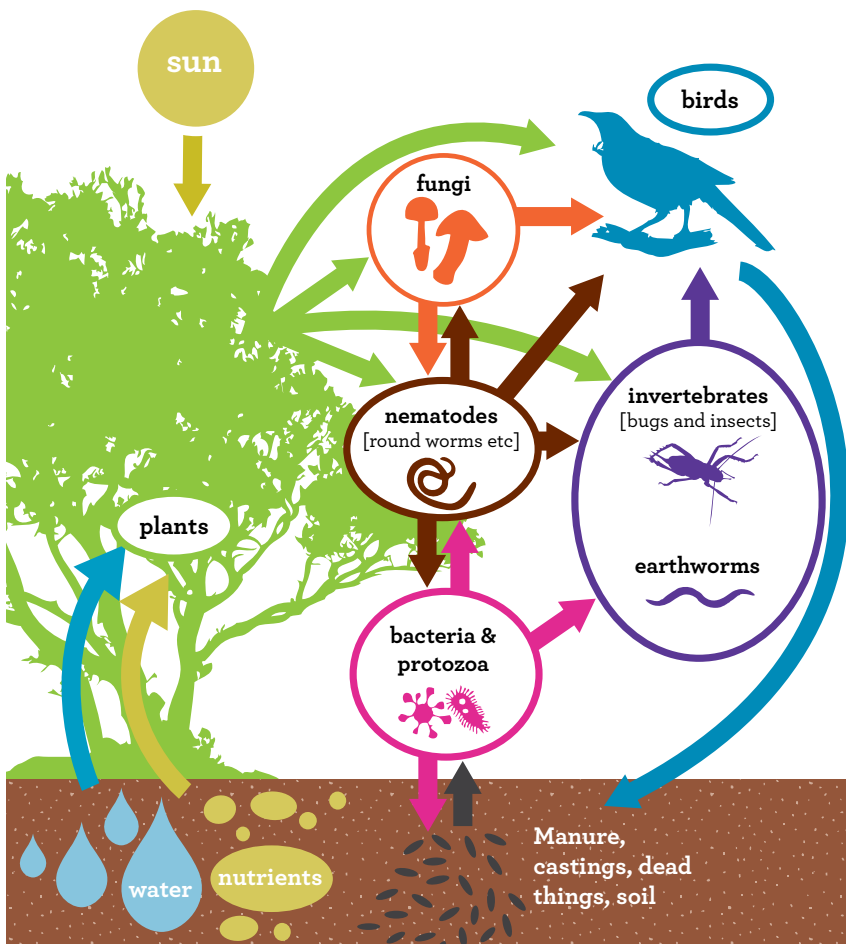 sun
birds
fungi
nematodes
[round worms etc]
invertebrates
[bugs and insects]
plants
earthworms
bacteria &
protozoa
Manure,
castings, dead
things, soil
nutrients
water